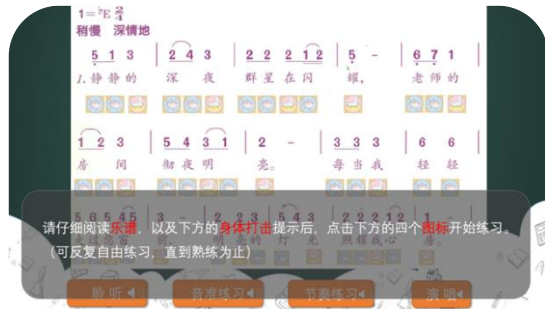 1=♭E 2/4
稍慢 深情地
5 1 3 | 2 4 3 | 2 2 2 1 2 | 5 - | 6 7 1
1.静静的 深 夜 群星在闪 耀， 老师的
1 2 3 | 5 4 3 1 | 2 - | 3 3 3 | 6 6
房 间 彻夜明 亮。 每当我 轻轻
请仔细阅读乐谱，以及下方的身体打击提示后，点击下方的四个图标开始练习。
（可反复自由练习，直到熟练为止）
聆听
音准练习
节奏练习
演唱